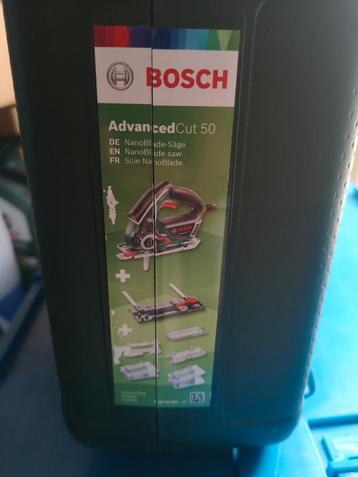 BOSCH
AdvancedCut 50
DE NanoBlade-Säge
EN NanoBlade saw
FR Scie NanoBlade